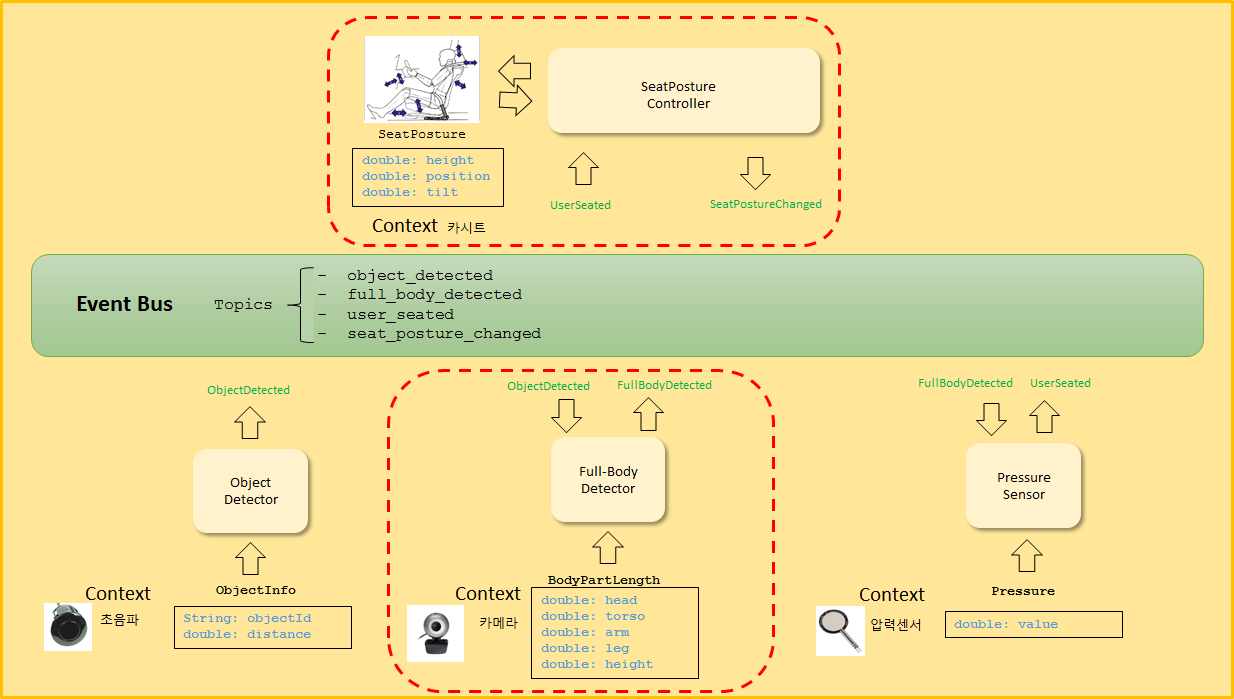 SeatPosture
Controller
SeatPosture
double: height
double: position
double: tilt
UserSeated
SeatPostureChanged
Context 카시트
Event Bus
Topics
- object_detected
- full_body_detected
- user_seated
- seat_posture_changed
ObjectDetected
Object
Detector
Context
초음파
ObjectInfo
String: objectId
double: distance
ObjectDetected
FullBodyDetected
Full-Body
Detector
Context
카메라
BodyPartLength
double: head
double: torso
double: arm
double: leg
double: height
FullBodyDetected
UserSeated
Pressure
Sensor
Context
압력센서
Pressure
double: value